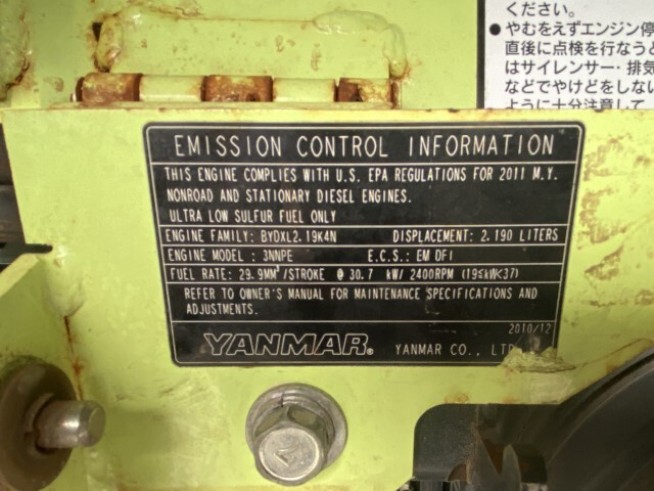 ください。
● やむをえずエンジン停
直後に点検を行なうと
はサイレンサー・排気
などでやけどをしない
ように十分注意して
EMISSION CONTROL INFORMATION
THIS ENGINE COMPLIES WITH U.S. EPA REGULATIONS FOR 2011 M.Y.
NONROAD AND STATIONARY DIESEL ENGINES.
ULTRA LOW SULFUR FUEL ONLY
ENGINE FAMILY: BYDXL2.19K4N DISPLACEMENT: 2.190 LITERS
ENGINE MODEL : 3NNPE E.C.S.: EM DFI
FUEL RATE: 29.9MM³/STROKE @ 30.7 kW/ 2400RPM (19≤kW<37)
REFER TO OWNER'S MANUAL FOR MAINTENANCE SPECIFICATIONS AND
ADJUSTMENTS.
2010/12
YANMAR® YANMAR CO., LTD